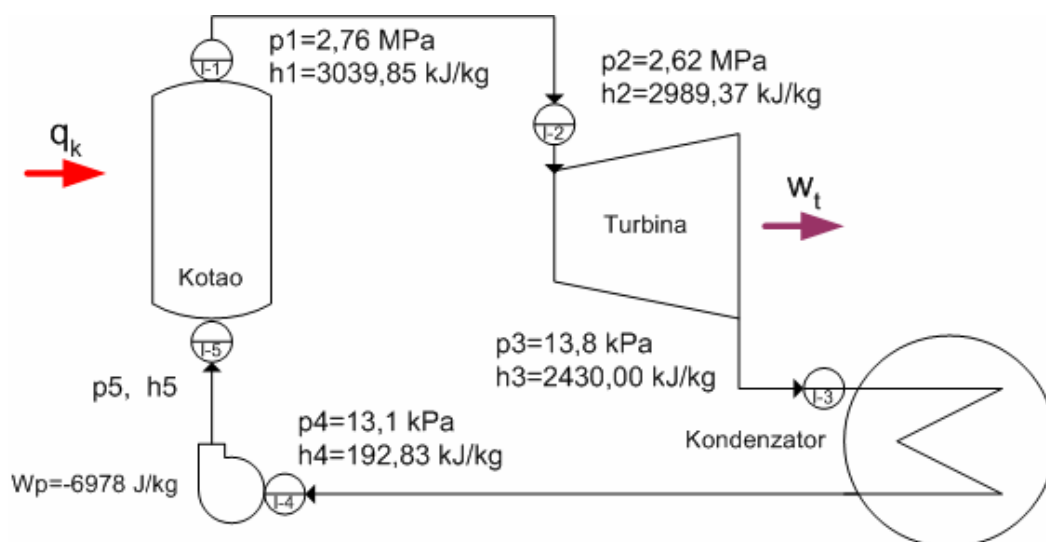 p1=2,76 MPa
h1=3039,85 kJ/kg
I-1
p2=2,62 MPa
h2=2989,37 kJ/kg
I-2
qk
wt
Turbina
Kotao
I-5
p3=13,8 kPa
h3=2430,00 kJ/kg
I-3
p5, h5
p4=13,1 kPa
h4=192,83 kJ/kg
Kondenzator
Wp=-6978 J/kg
I-4